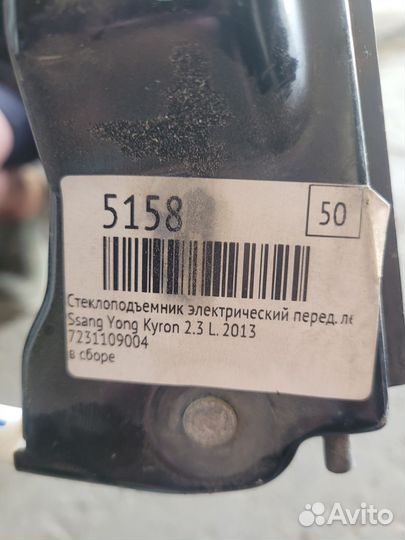 5158
50
Стеклоподъемник электрический перед. ле
Ssang Yong Kyron 2.3 L. 2013
7231109004
в сборе
Avito